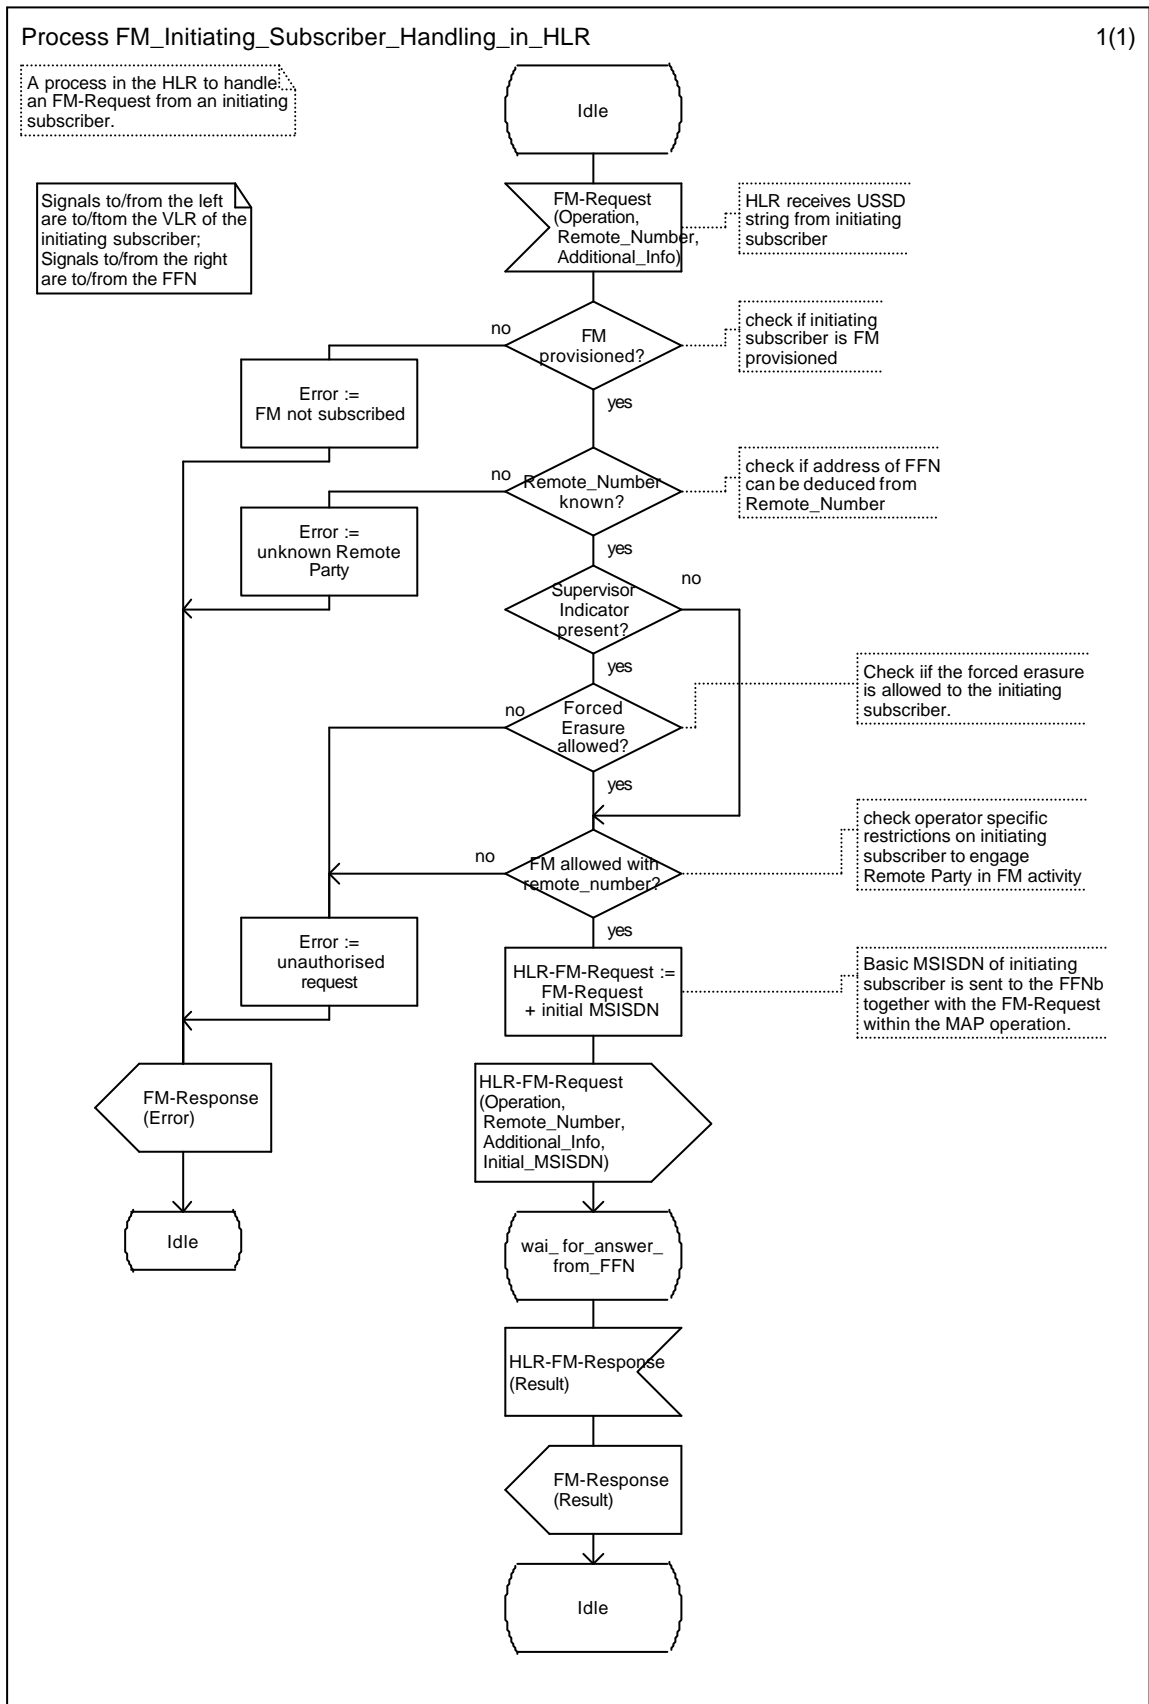 Process FM_Initiating_Subscriber_Handling_in_HLR
1(1)
A process in the HLR to handle
an FM-Request from an initiating
subscriber.
Idle
Signals to/from the left
are to/ftom the VLR of the
initiating subscriber;
Signals to/from the right
are to/from the FFN
FM-Request
(Operation,
Remote_Number,
Additional_Info)
HLR receives USSD
string from initiating
subscriber
no
FM
provisioned?
check if initiating
subscriber is FM
provisioned
Error :=
FM not subscribed
yes
no
Remote_Number
known?
check if address of FFN
can be deduced from
Remote_Number
Error :=
unknown Remote
Party
yes
Supervisor
Indicator
present?
no
yes
Check iif the forced erasure
is allowed to the initiating
subscriber.
no
Forced
Erasure
allowed?
yes
check operator specific
restrictions on initiating
subscriber to engage
Remote Party in FM activity
no
FM allowed with
remote_number?
yes
Error :=
unauthorised
request
HLR-FM-Request :=
FM-Request
+ initial MSISDN
Basic MSISDN of initiating
subscriber is sent to the FFNb
together with the FM-Request
within the MAP operation.
FM-Response
(Error)
HLR-FM-Request
(Operation,
Remote_Number,
Additional_Info,
Initial_MSISDN)
Idle
wai_for_answer_
from_FFN
HLR-FM-Response
(Result)
FM-Response
(Result)
Idle